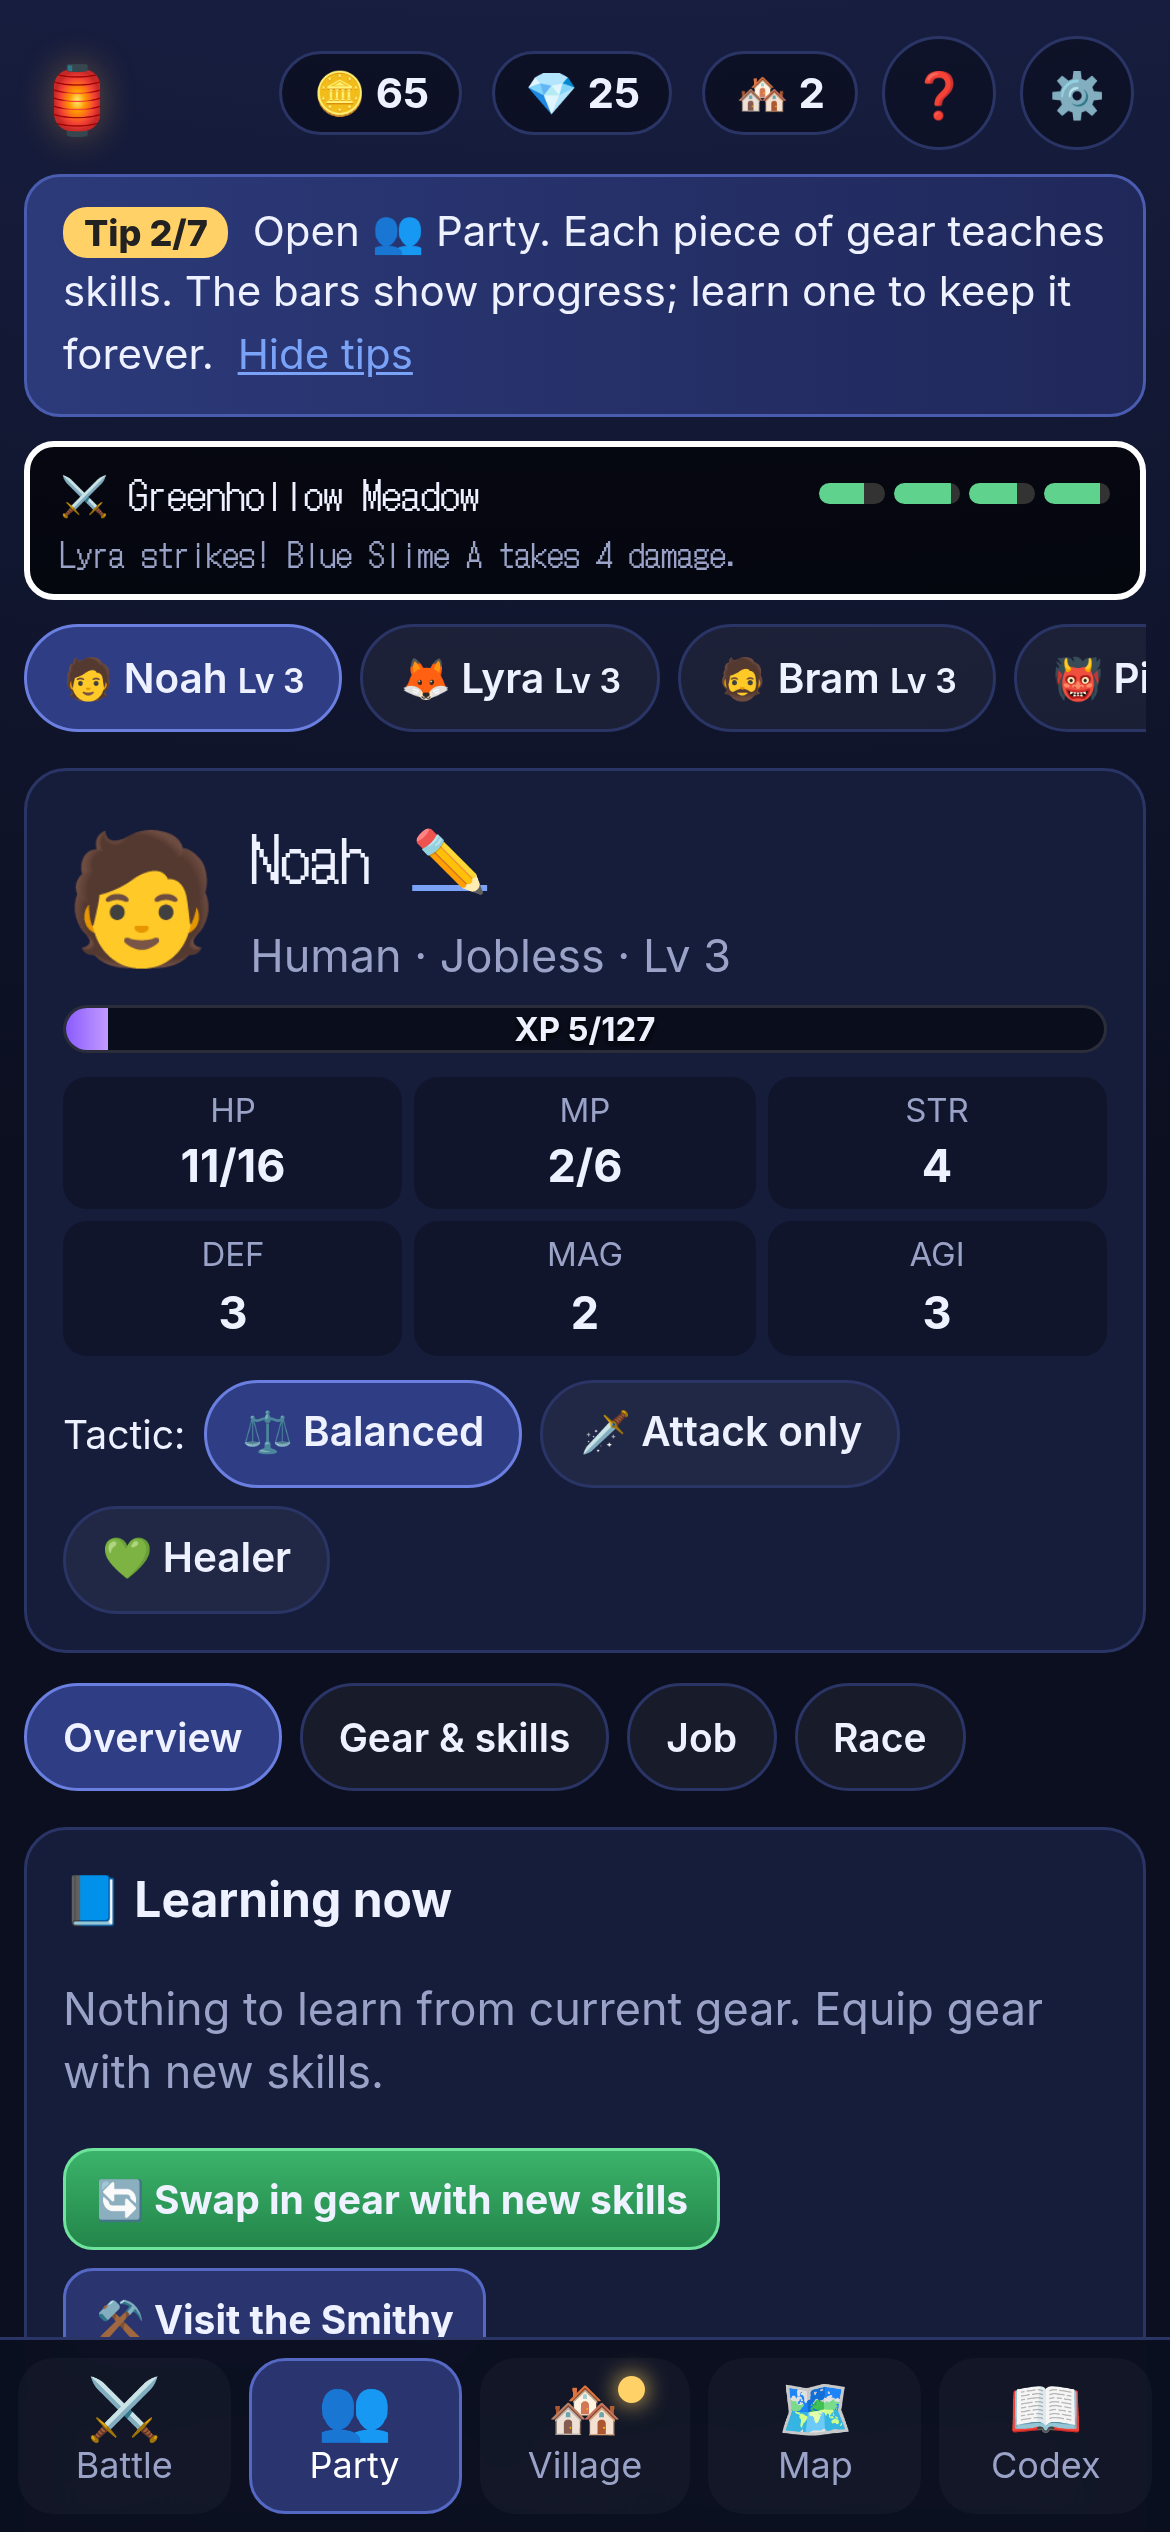 65
25
2
Tip 2/7 Open Party. Each piece of gear teaches
skills. The bars show progress; learn one to keep it
forever. Hide tips
Greenhollow Meadow
Lyra strikes! Blue Slime A takes 4 damage.
Noah Lv 3
Lyra Lv 3
Bram Lv 3
Pi
Noah
Human · Jobless · Lv 3
XP 5/127
HP
MP
STR
11/16
2/6
4
DEF
MAG
AGI
3
2
3
Tactic: Balanced Attack only
Healer
Overview Gear & skills Job Race
Learning now
Nothing to learn from current gear. Equip gear
with new skills.
Swap in gear with new skills
Visit the Smithy
Battle
Party
Village
Map
Codex